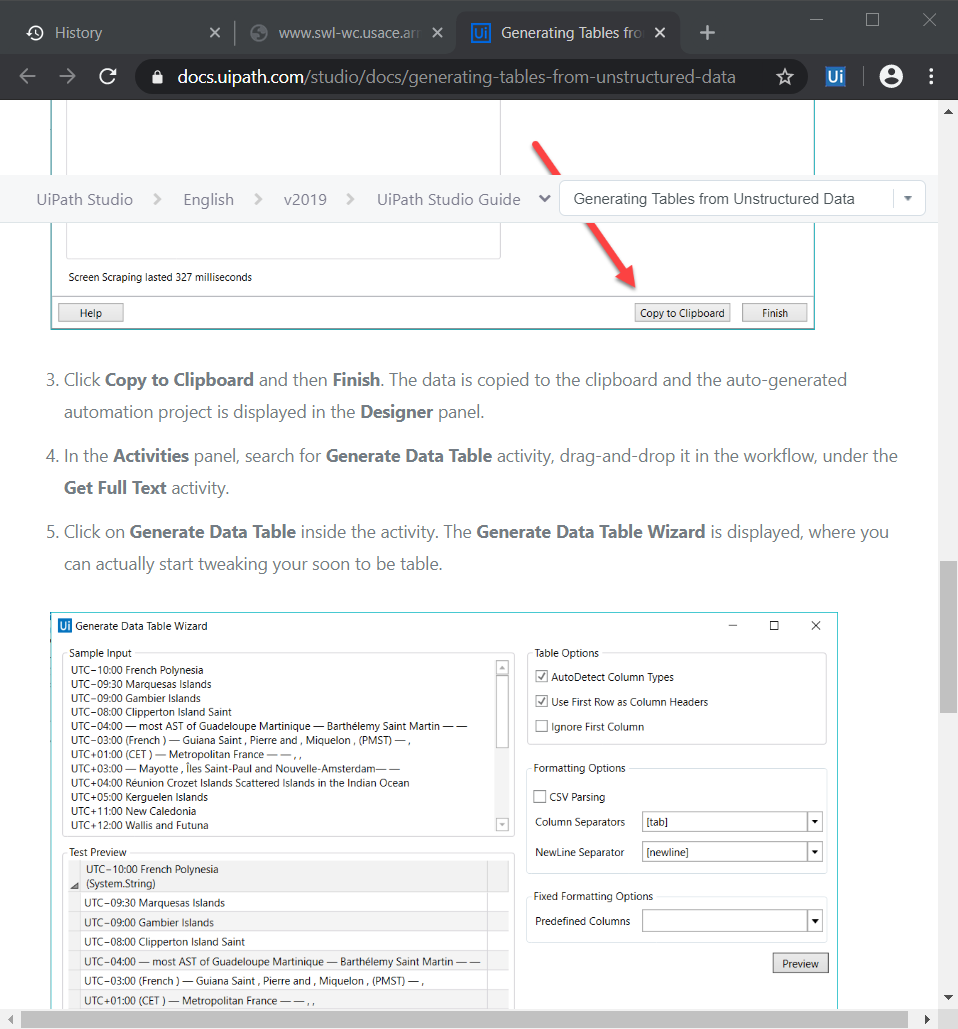 History
www.swl-wc.usace.arr
Ui Generating Tables fro
docs.uipath.com/studio/docs/generating-tables-from-unstructured-data
Ui
UiPath Studio English v2019 UiPath Studio Guide Generating Tables from Unstructured Data
Screen Scraping lasted 327 milliseconds
Help Copy to Clipboard Finish
3. Click Copy to Clipboard and then Finish. The data is copied to the clipboard and the auto-generated
automation project is displayed in the Designer panel.
4. In the Activities panel, search for Generate Data Table activity, drag-and-drop it in the workflow, under the
Get Full Text activity.
5. Click on Generate Data Table inside the activity. The Generate Data Table Wizard is displayed, where you
can actually start tweaking your soon to be table.
Ui Generate Data Table Wizard
Sample Input
UTC−10:00 French Polynesia
UTC−09:30 Marquesas Islands
UTC−09:00 Gambier Islands
UTC−08:00 Clipperton Island Saint
UTC−04:00 — most AST of Guadeloupe Martinique — Barthélemy Saint Martin — —
UTC−03:00 (French ) — Guiana Saint , Pierre and , Miquelon , (PMST) — ,
UTC+01:00 (CET ) — Metropolitan France — — , ,
UTC+03:00 — Mayotte , Îles Saint-Paul and Nouvelle-Amsterdam— —
UTC+04:00 Réunion Crozet Islands Scattered Islands in the Indian Ocean
UTC+05:00 Kerguelen Islands
UTC+11:00 New Caledonia
UTC+12:00 Wallis and Futuna
Test Preview
UTC−10:00 French Polynesia
(System.String)
UTC−09:30 Marquesas Islands
UTC−09:00 Gambier Islands
UTC−08:00 Clipperton Island Saint
UTC−04:00 — most AST of Guadeloupe Martinique — Barthélemy Saint Martin — —
UTC−03:00 (French ) — Guiana Saint , Pierre and , Miquelon , (PMST) — ,
UTC+01:00 (CET ) — Metropolitan France — — , ,
Table Options
AutoDetect Column Types
Use First Row as Column Headers
Ignore First Column
Formatting Options
CSV Parsing
Column Separators [tab]
NewLine Separator [newline]
Fixed Formatting Options
Predefined Columns
Preview